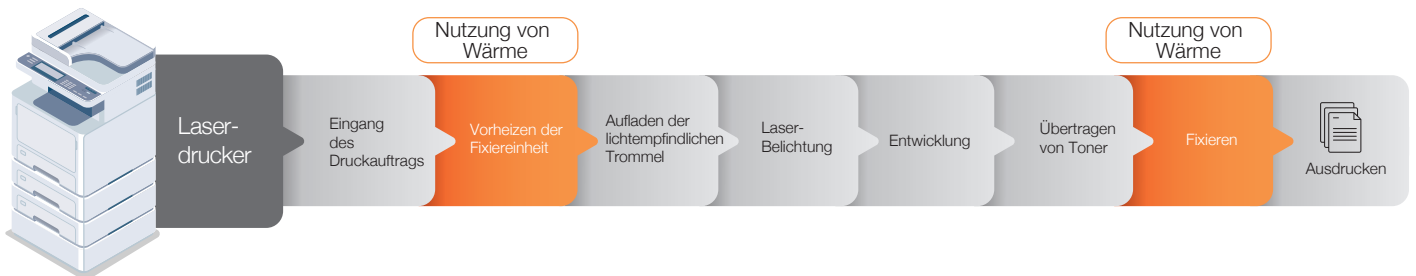 Nutzung von
Wärme
Nutzung von
Wärme
Laser-
drucker
Eingang
des
Druckauftrags
Vorheizen der
Fixiereinheit
Aufladen der
lichtempfindlichen
Trommel
Laser-
Belichtung
Entwicklung
Übertragen
von Toner
Fixieren
Ausdrucken